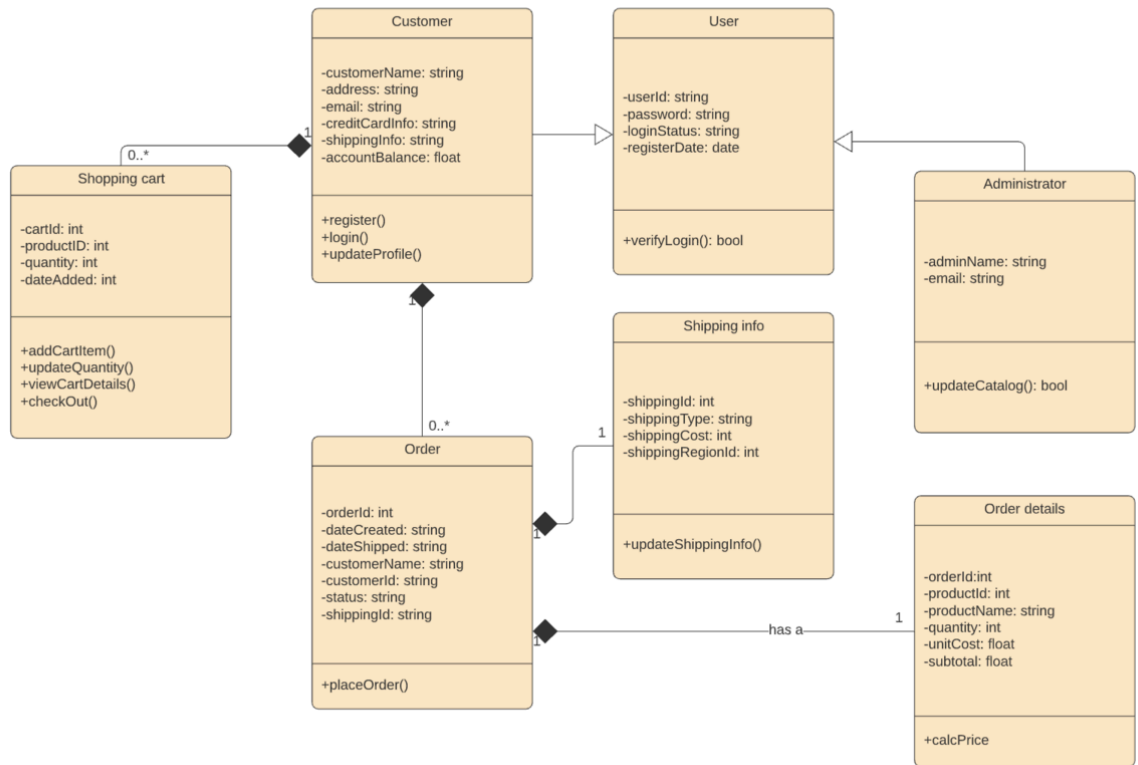 Customer
-customerName: string
-address: string
-email: string
-creditCardInfo: string
-shippingInfo: string
-accountBalance: float
+register()
+login()
+updateProfile()
User
-userId: string
-password: string
-loginStatus: string
-registerDate: date
+verifyLogin(): bool
1
0..*
Shopping cart
-cartId: int
-productID: int
-quantity: int
-dateAdded: int
+addCartItem()
+updateQuantity()
+viewCartDetails()
+checkOut()
Administrator
-adminName: string
-email: string
+updateCatalog(): bool
1
0..*
Shipping info
-shippingId: int
-shippingType: string
-shippingCost: int
-shippingRegionId: int
+updateShippingInfo()
1
1
Order
-orderId: int
-dateCreated: string
-dateShipped: string
-customerName: string
-customerId: string
-status: string
-shippingId: string
+placeOrder()
1
has a
1
Order details
-orderId:int
-productId: int
-productName: string
-quantity: int
-unitCost: float
-subtotal: float
+calcPrice